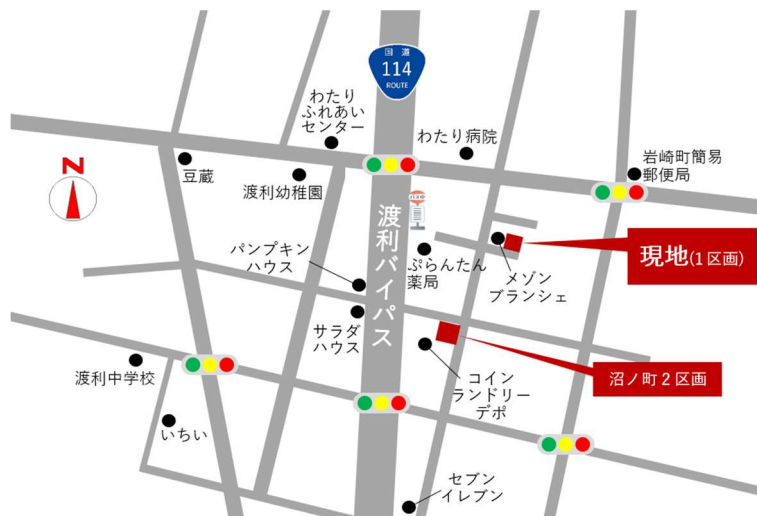 国道
114
ROUTE
わたり
ふれあい
センター
わたり病院
岩崎町簡易
郵便局
豆蔵
渡利幼稚園
N
バスのりば
渡利バイパス
現地(1区画)
パンプキン
ハウス
ぷらんたん
薬局
メゾン
ブランシェ
サラダ
ハウス
沼ノ町2区画
渡利中学校
コイン
ランドリー
デポ
いちい
セブン
イレブン